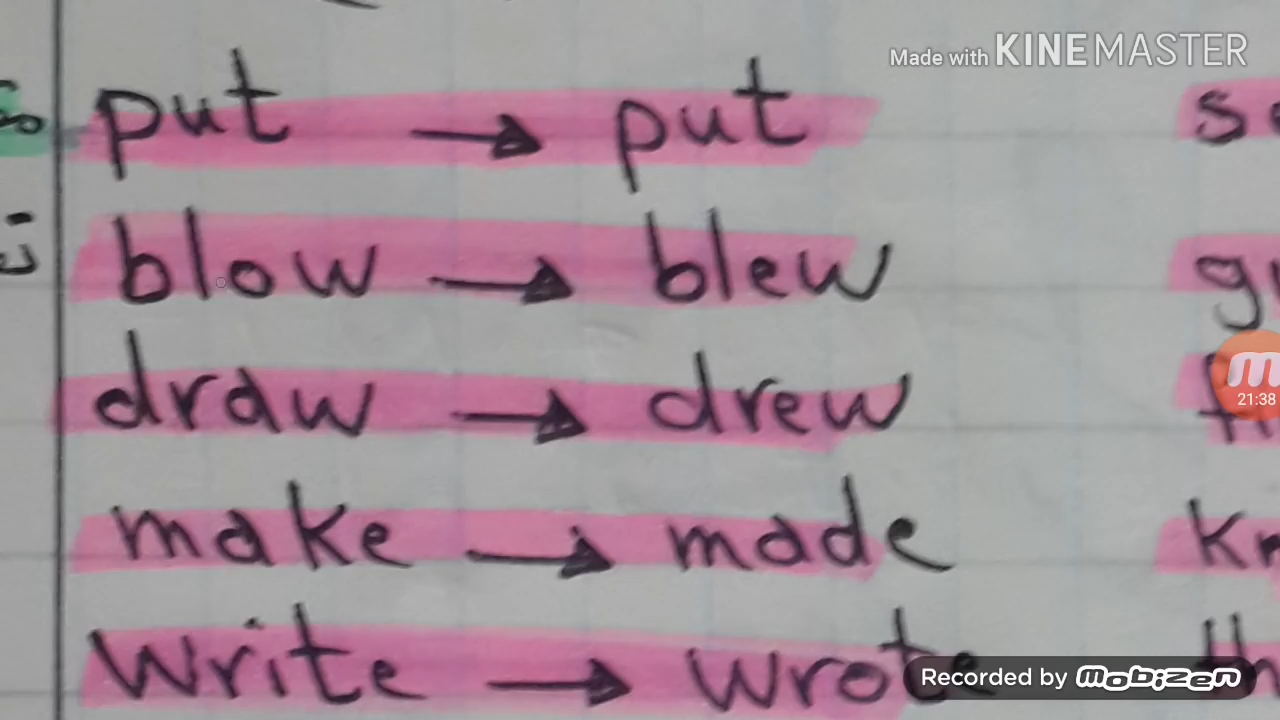 Made with KINEMASTER
put → put
blow → blew
draw → drew
make → made
write → wrote
21:38
Recorded by mobizen